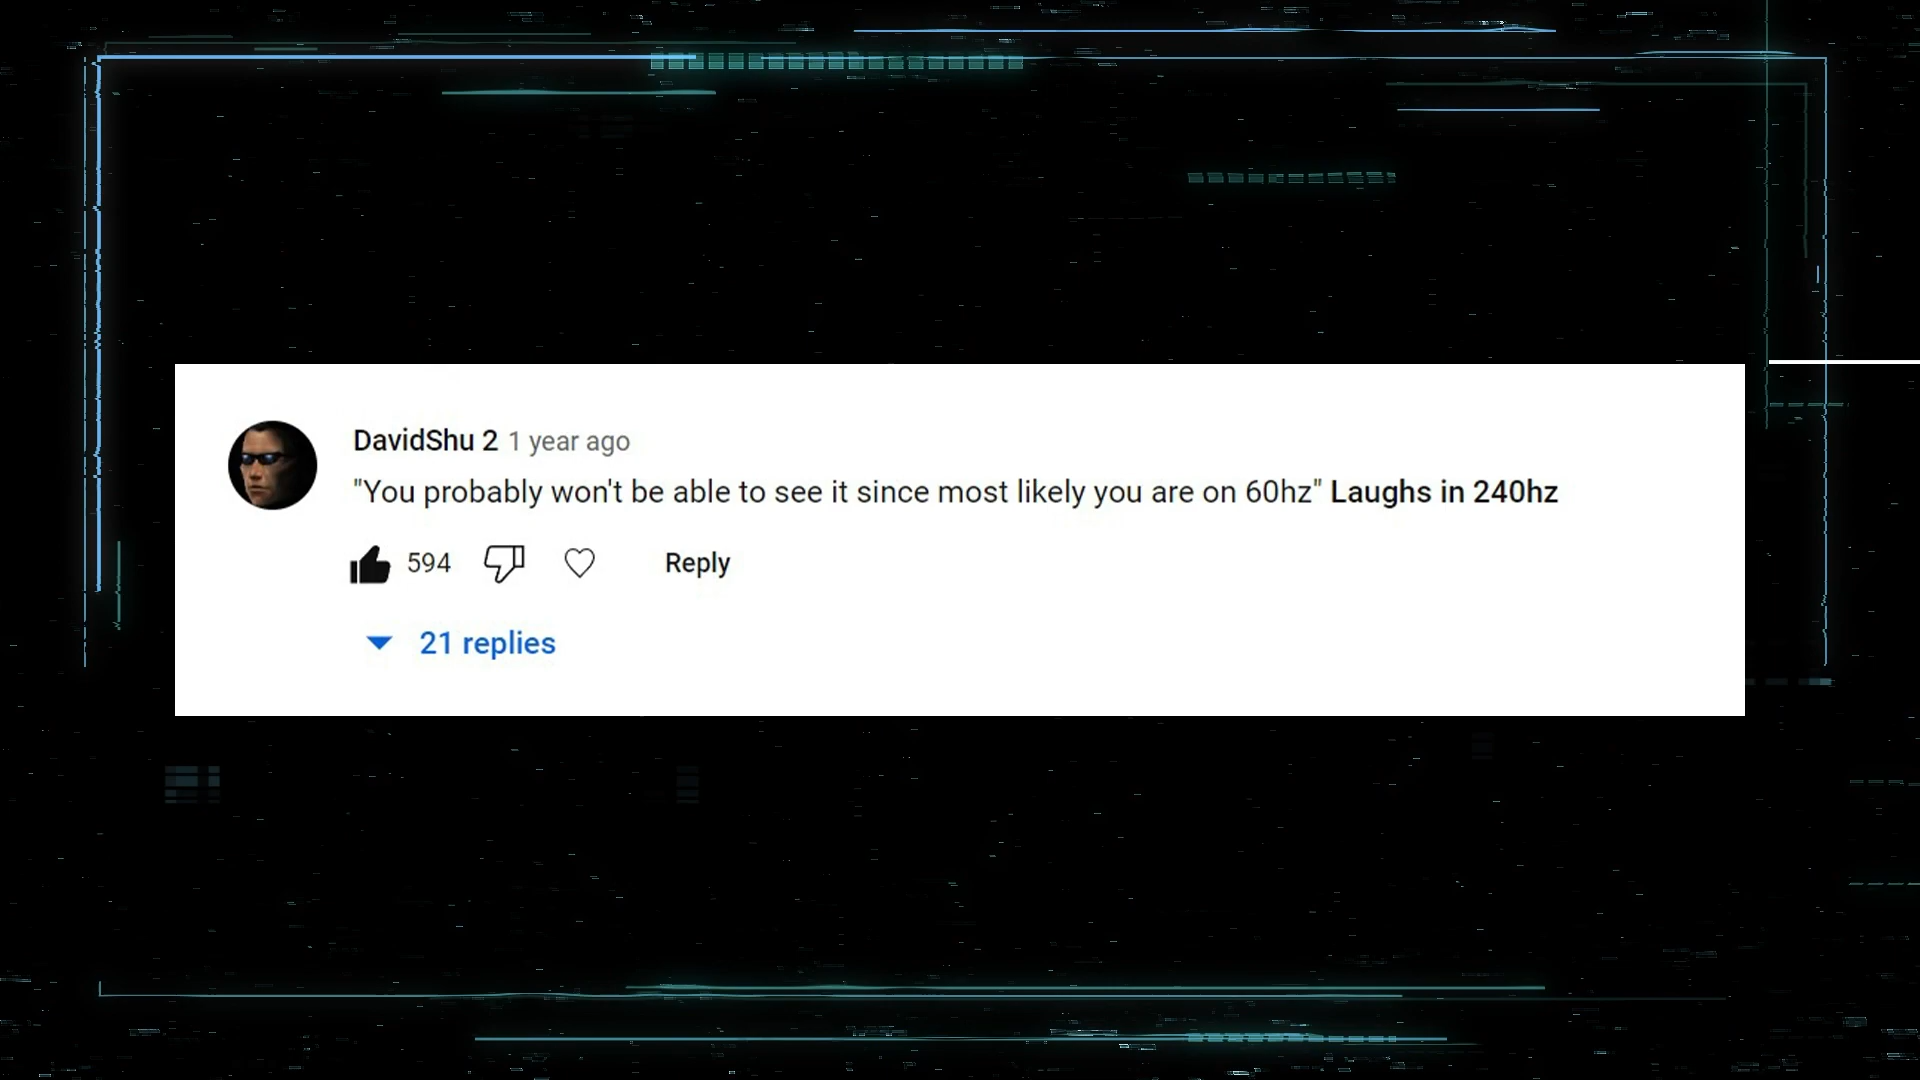 DavidShu 2 1 year ago
"You probably won't be able to see it since most likely you are on 60hz" Laughs in 240hz
594 Reply
21 replies